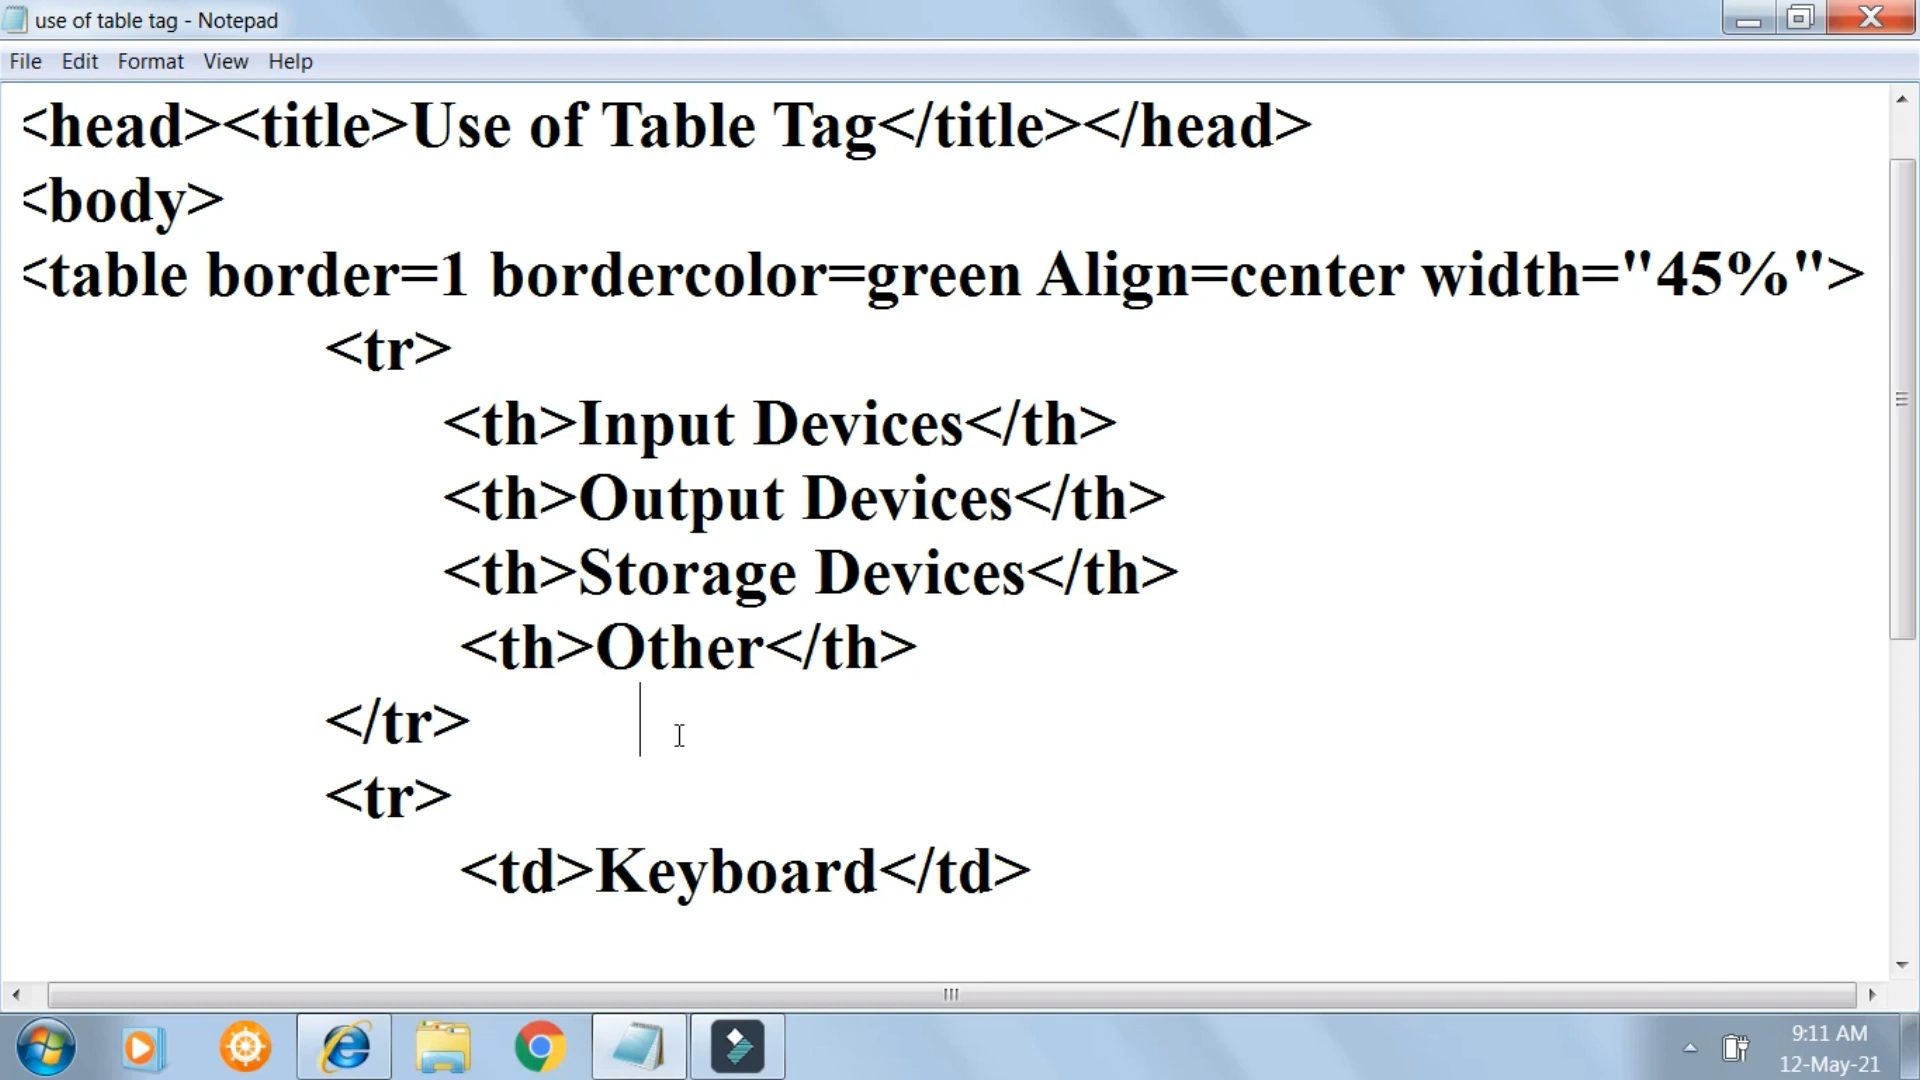 use of table tag - Notepad
File Edit Format View Help
<head><title>Use of Table Tag</title></head>
<body>
<table border=1 bordercolor=green Align=center width="45%">
<tr>
<th>Input Devices</th>
<th>Output Devices</th>
<th>Storage Devices</th>
<th>Other</th>
</tr>
<tr>
<td>Keyboard</td>
9:11 AM
12-May-21